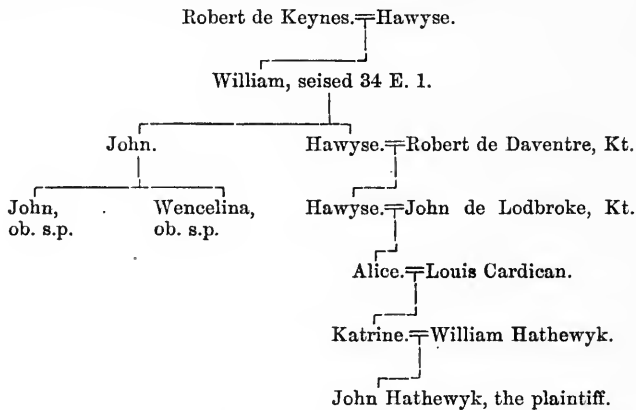 Robert de Keynes.=Hawyse.
William, seised 34 E. 1.
John. Hawyse.=Robert de Daventre, Kt.
John, Wencelina, Hawyse.=John de Lodbroke, Kt.
ob. s.p. ob. s.p.
Alice.=Louis Cardican.
Katrine.=William Hathewyk.
John Hathewyk, the plaintiff.